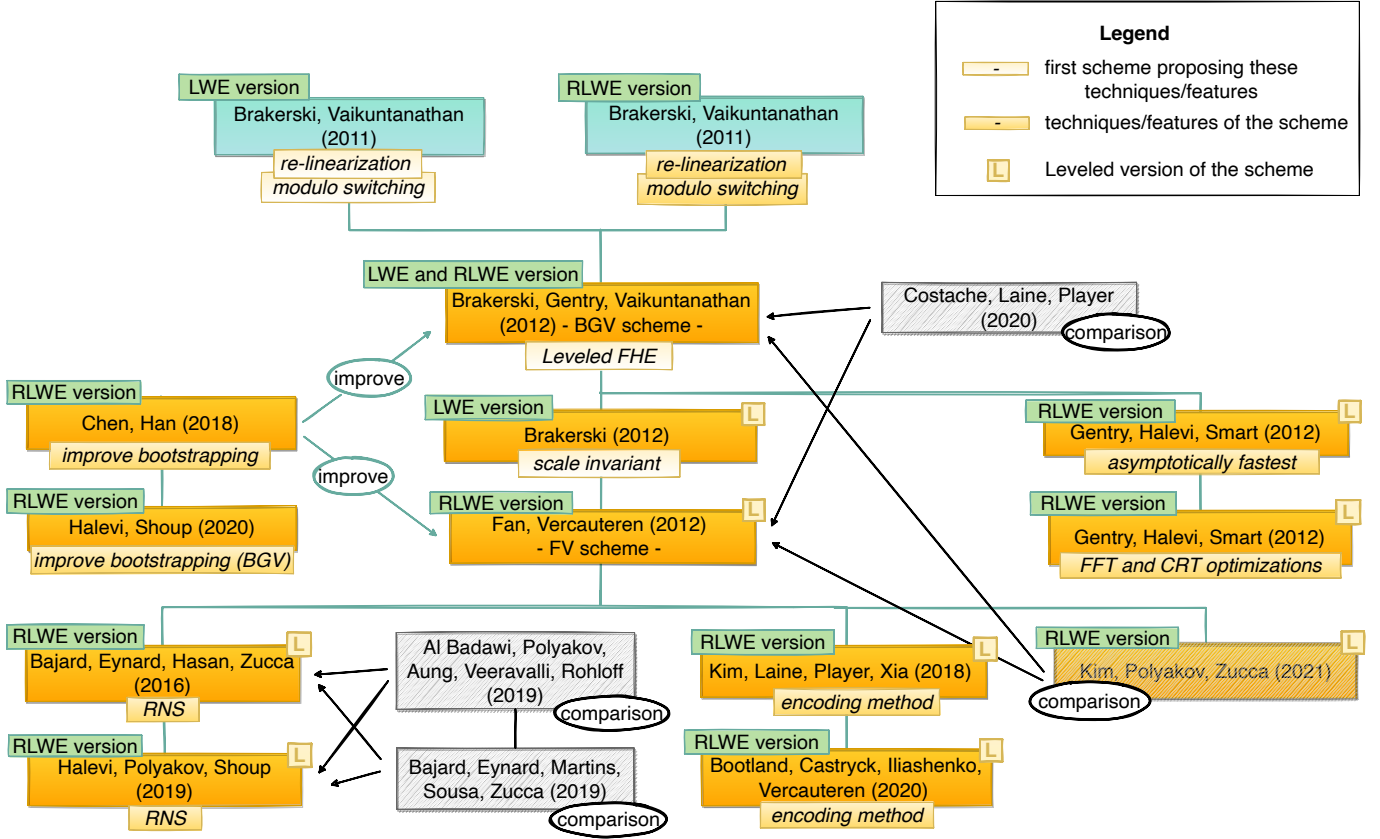 Legend
-
first scheme proposing these
techniques/features
-
techniques/features of the scheme
L
Leveled version of the scheme
LWE version
Brakerski, Vaikuntanathan
(2011)
re-linearization
modulo switching
RLWE version
Brakerski, Vaikuntanathan
(2011)
re-linearization
modulo switching
LWE and RLWE version
Brakerski, Gentry, Vaikuntanathan
(2012) - BGV scheme -
Leveled FHE
Costache, Laine, Player
(2020)
comparison
improve
improve
RLWE version
Chen, Han (2018)
improve bootstrapping
RLWE version
Halevi, Shoup (2020)
improve bootstrapping (BGV)
LWE version
L
Brakerski (2012)
scale invariant
RLWE version
L
Fan, Vercauteren (2012)
- FV scheme -
RLWE version
L
Gentry, Halevi, Smart (2012)
asymptotically fastest
RLWE version
L
Gentry, Halevi, Smart (2012)
FFT and CRT optimizations
RLWE version
L
Bajard, Eynard, Hasan, Zucca
(2016)
RNS
RLWE version
L
Halevi, Polyakov, Shoup
(2019)
RNS
Al Badawi, Polyakov,
Aung, Veeravalli, Rohloff
(2019)
comparison
Bajard, Eynard, Martins,
Sousa, Zucca (2019)
comparison
RLWE version
L
Kim, Laine, Player, Xia (2018)
encoding method
RLWE version
L
Bootland, Castryck, Iliashenko,
Vercauteren (2020)
encoding method
RLWE version
L
Kim, Polyakov, Zucca (2021)
comparison